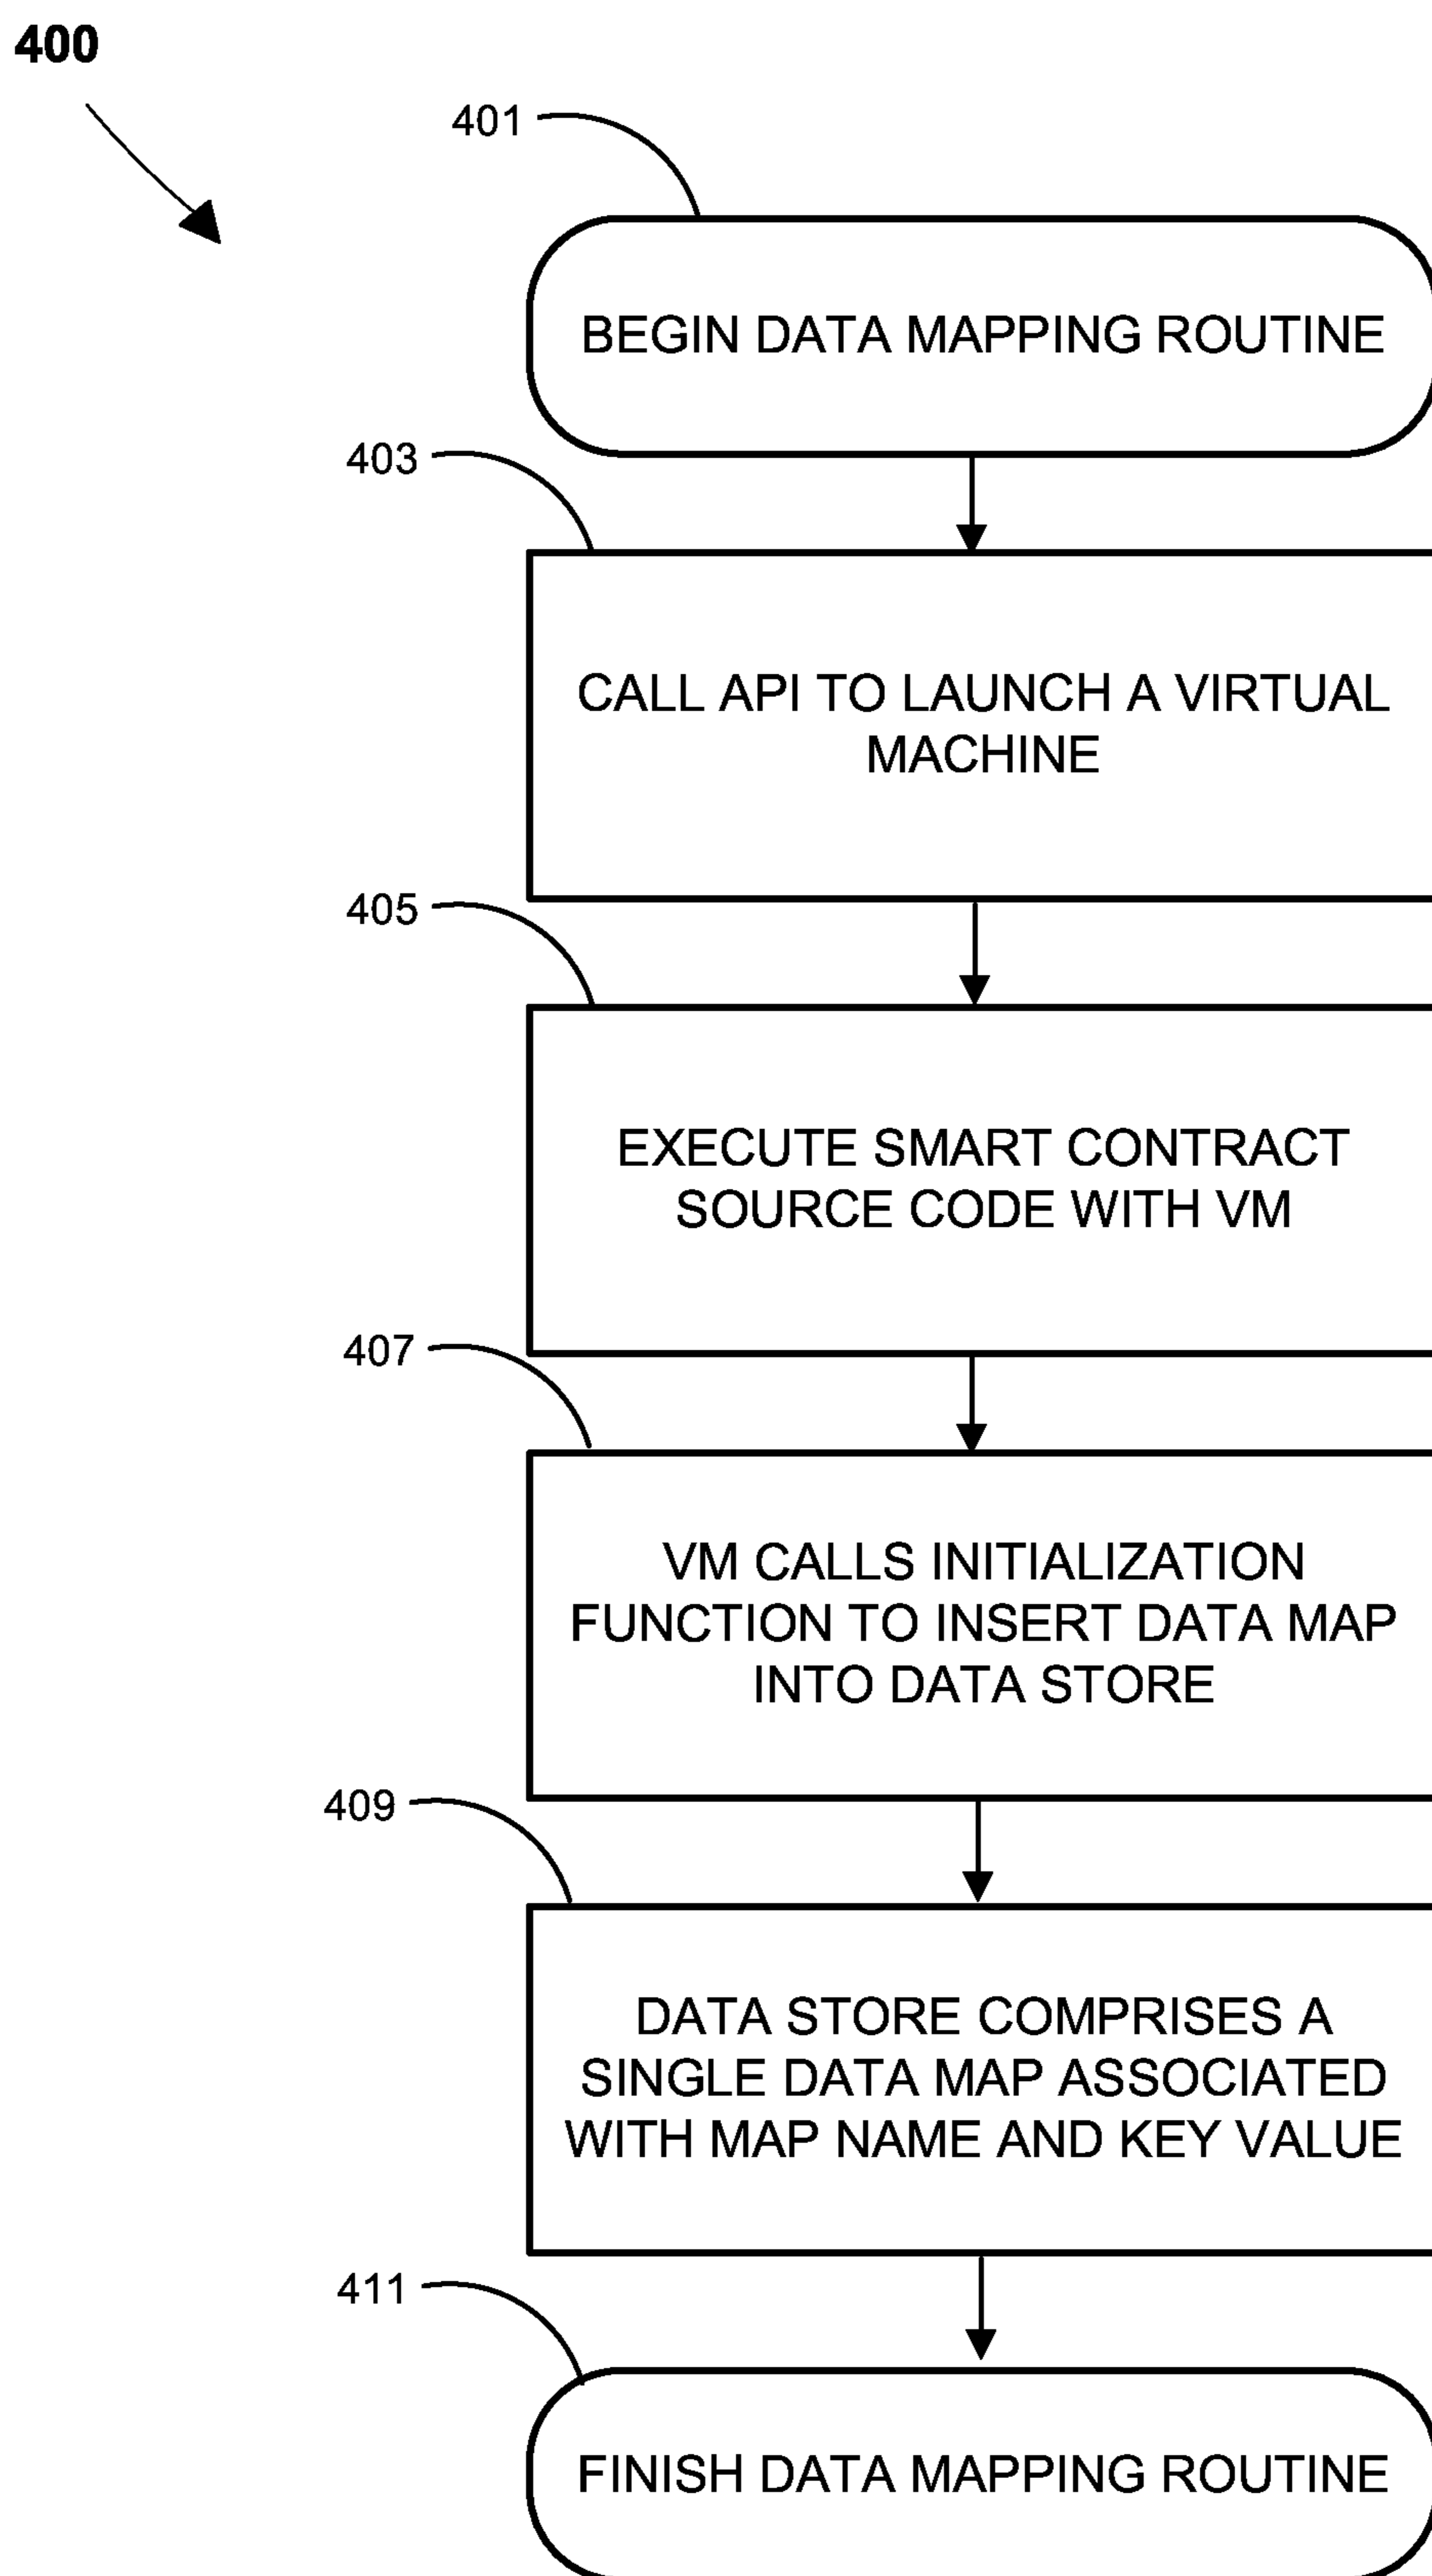 400
401
BEGIN DATA MAPPING ROUTINE
403
CALL API TO LAUNCH A VIRTUAL
MACHINE
405
EXECUTE SMART CONTRACT
SOURCE CODE WITH VM
407
VM CALLS INITIALIZATION
FUNCTION TO INSERT DATA MAP
INTO DATA STORE
409
DATA STORE COMPRISES A
SINGLE DATA MAP ASSOCIATED
WITH MAP NAME AND KEY VALUE
411
FINISH DATA MAPPING ROUTINE